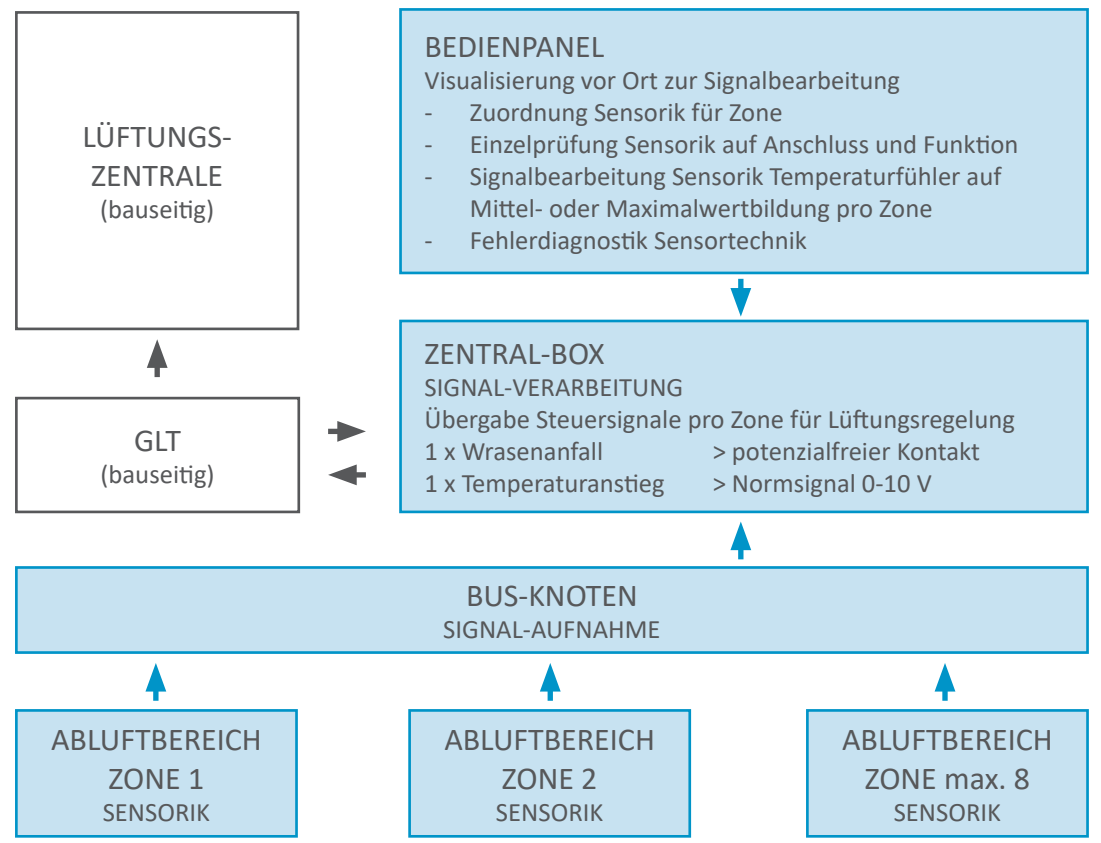 LÜFTUNGS-
ZENTRALE
(bauseitig)
BEDIENPANEL
Visualisierung vor Ort zur Signalbearbeitung
- Zuordnung Sensorik für Zone
- Einzelprüfung Sensorik auf Anschluss und Funktion
- Signalbearbeitung Sensorik Temperaturfühler auf
Mittel- oder Maximalwertbildung pro Zone
- Fehlerdiagnostik Sensortechnik
GLT
(bauseitig)
ZENTRAL-BOX
SIGNAL-VERARBEITUNG
Übergabe Steuersignale pro Zone für Lüftungsregelung
1 x Wrasenanfall > potenzialfreier Kontakt
1 x Temperaturanstieg > Normsignal 0-10 V
BUS-KNOTEN
SIGNAL-AUFNAHME
ABLUFTBEREICH
ZONE 1
SENSORIK
ABLUFTBEREICH
ZONE 2
SENSORIK
ABLUFTBEREICH
ZONE max. 8
SENSORIK